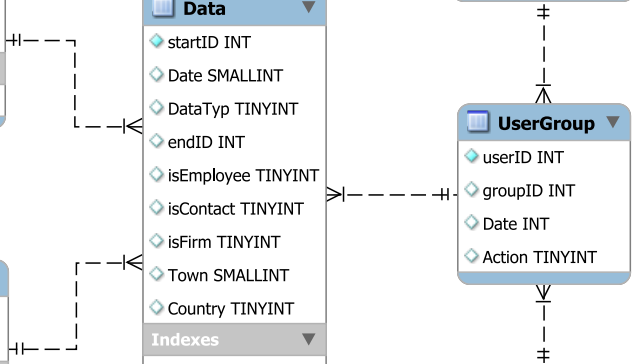 Data
startID INT
Date SMALLINT
DataTyp TINYINT
endID INT
isEmployee TINYINT
isContact TINYINT
isFirm TINYINT
Town SMALLINT
Country TINYINT
Indexes
UserGroup
userID INT
groupID INT
Date INT
Action TINYINT